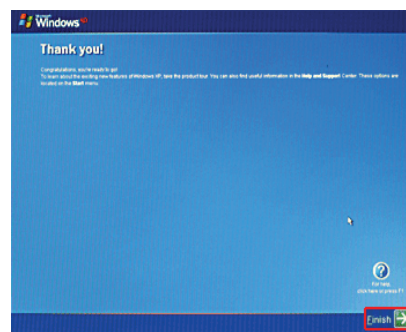 Microsoft
Windows xp
Thank you!
Congratulations, you're ready to go!
To learn about the exciting new features of Windows XP, take the product tour. You can also find useful information in the Help and Support Center. These options are
located on the Start menu.
For help,
click here or press F1
Finish